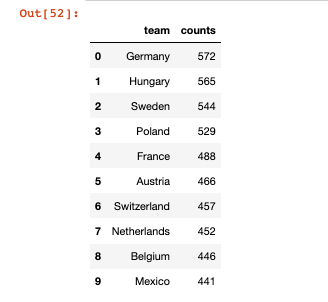 Out[52]:
team counts
0 Germany 572
1 Hungary 565
2 Sweden 544
3 Poland 529
4 France 488
5 Austria 466
6 Switzerland 457
7 Netherlands 452
8 Belgium 446
9 Mexico 441